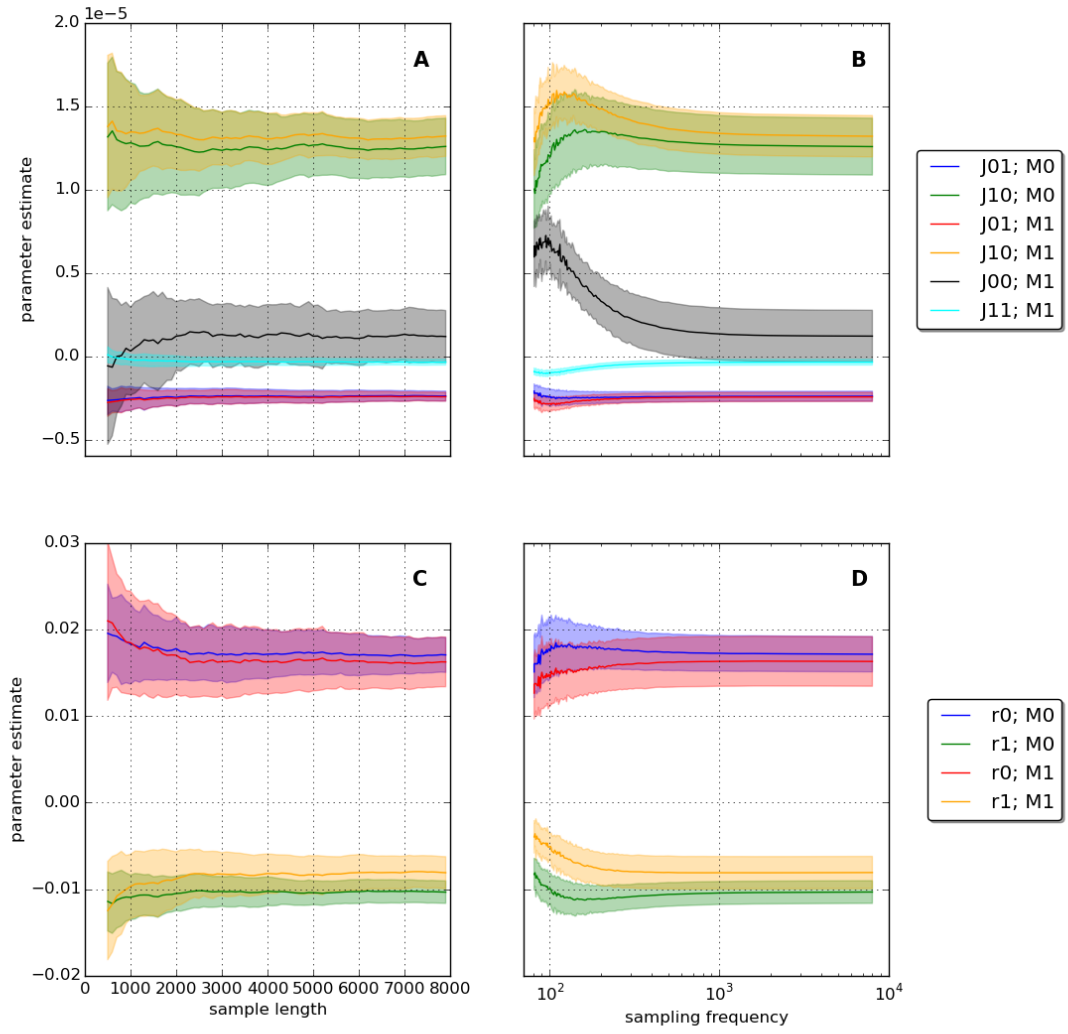 1e−5
2.0
1.5
1.0
0.5
0.0
−0.5
parameter estimate
A
B
J01; M0
J10; M0
J01; M1
J10; M1
J00; M1
J11; M1
0.03
0.02
0.01
0.00
−0.01
−0.02
parameter estimate
C
D
r0; M0
r1; M0
r0; M1
r1; M1
0 1000 2000 3000 4000 5000 6000 7000 8000
sample length
10² 10³ 10⁴
sampling frequency